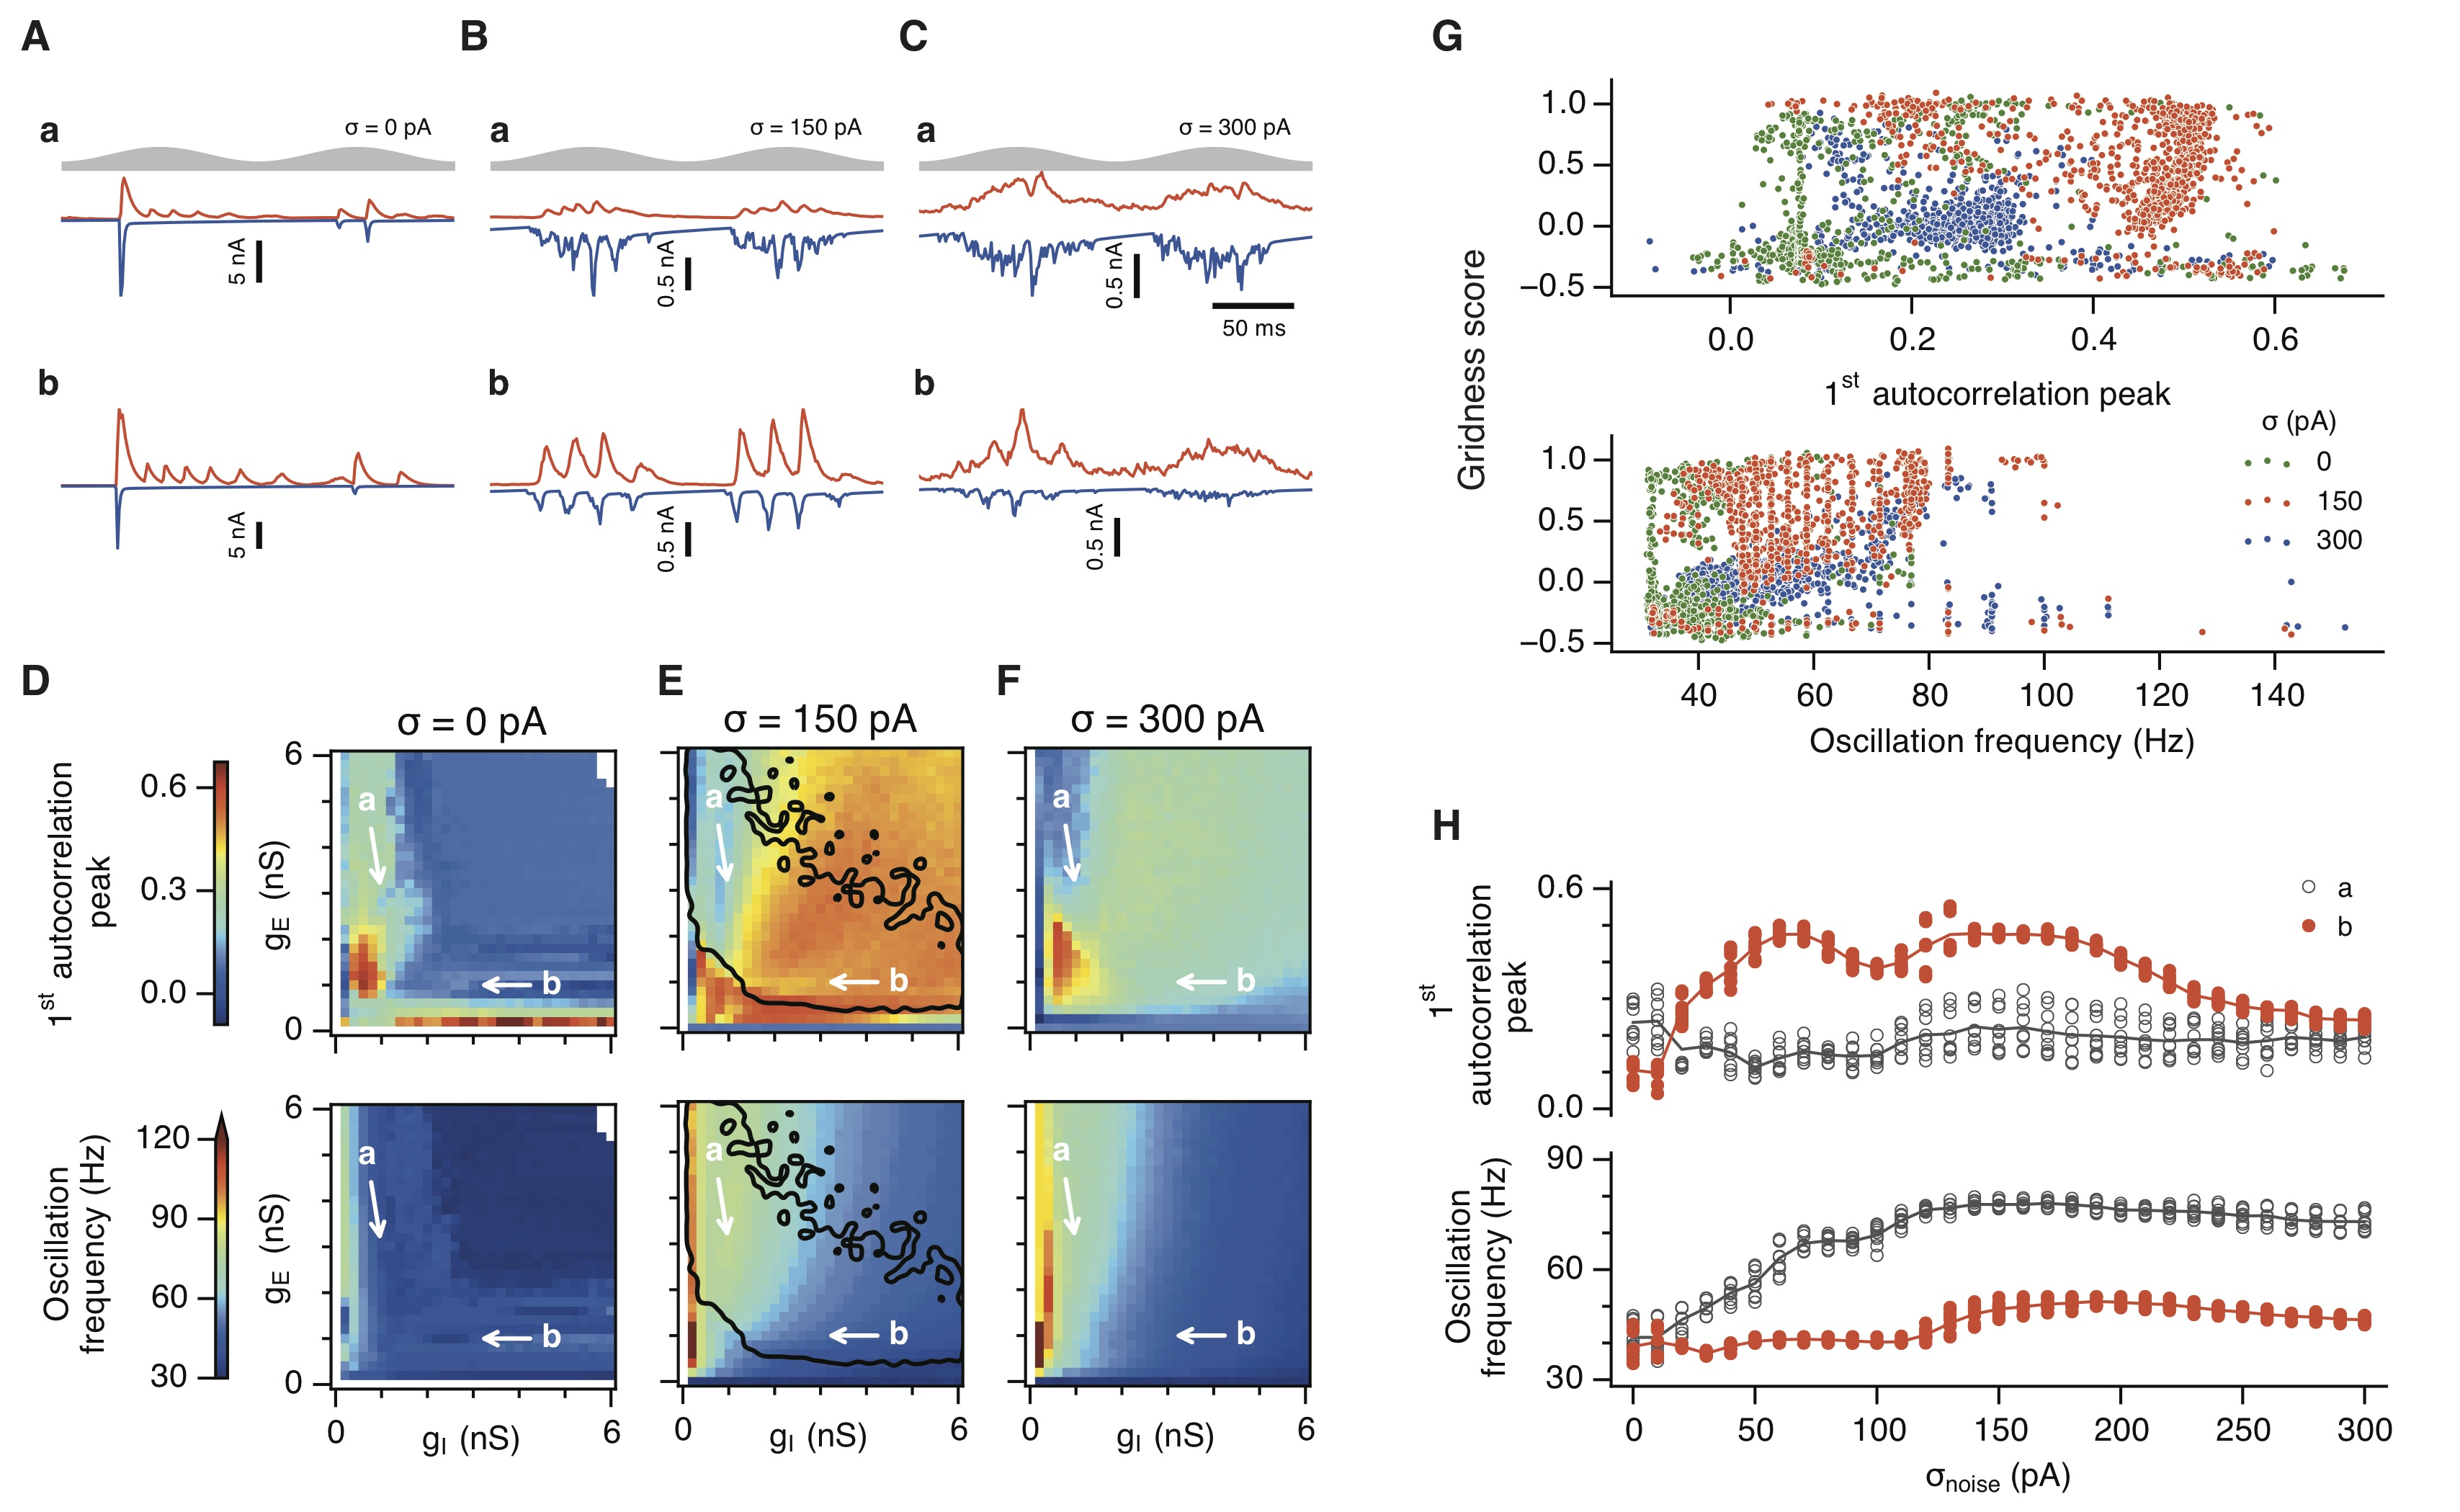 A
B
C
G
a
σ = 0 pA
a
σ = 150 pA
a
σ = 300 pA
5 nA
0.5 nA
0.5 nA
50 ms
b
b
b
5 nA
0.5 nA
0.5 nA
Gridness score
1.0
0.5
0.0
−0.5
0.0
0.2
0.4
0.6
1st autocorrelation peak
σ (pA)
0
150
300
1.0
0.5
0.0
−0.5
40
60
80
100
120
140
Oscillation frequency (Hz)
D
E
F
σ = 0 pA
σ = 150 pA
σ = 300 pA
1st autocorrelation
peak
0.6
0.3
0.0
6
gE (nS)
0
a
b
a
b
a
b
Oscillation
frequency (Hz)
120
90
60
30
6
gE (nS)
0
a
b
a
b
a
b
0
6
0
6
0
6
gI (nS)
gI (nS)
gI (nS)
H
1st
autocorrelation
peak
0.6
0.3
0.0
a
b
Oscillation
frequency (Hz)
90
60
30
0
50
100
150
200
250
300
σnoise (pA)